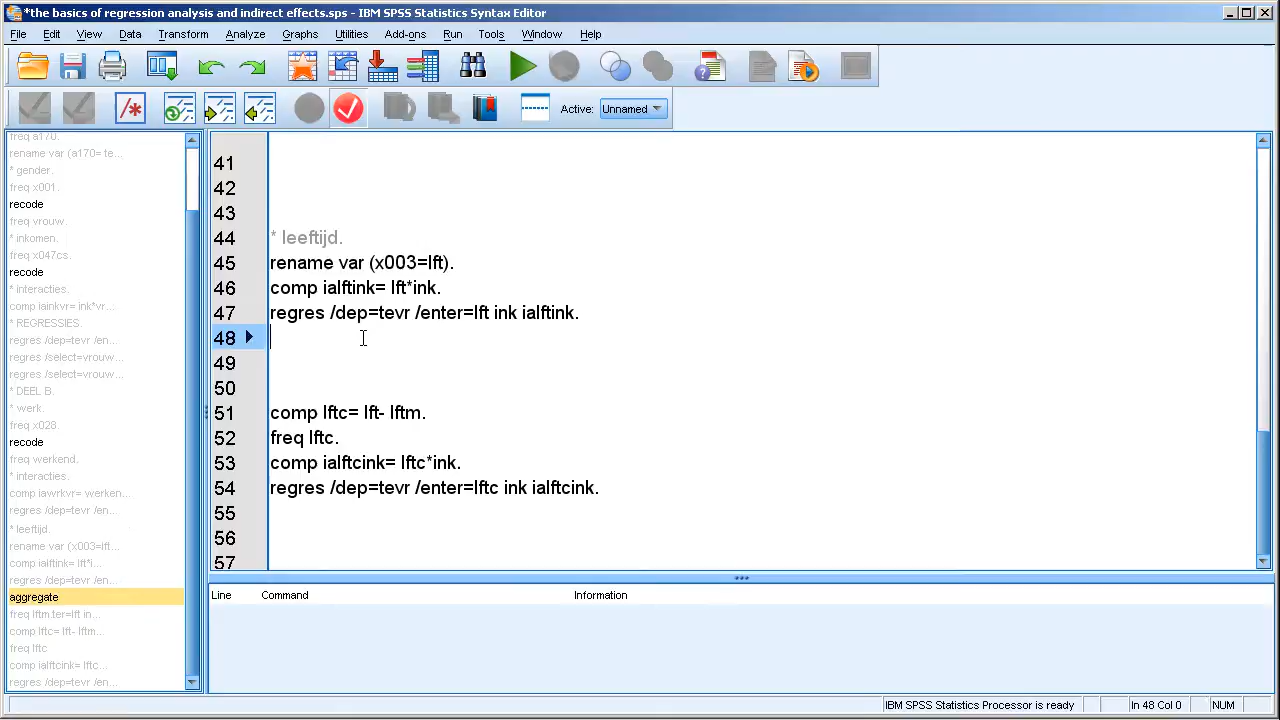 *the basics of regression analysis and indirect effects.sps - IBM SPSS Statistics Syntax Editor
File Edit View Data Transform Analyze Graphs Utilities Add-ons Run Tools Window Help
Active: Unnamed
freq a170.
rename var (a170= te...
* gender.
freq x001.
recode
freq vrouw.
* inkomen.
freq x047cs.
recode
* interacties.
comp iainkvr= ink*vr...
* REGRESSIES.
regres /dep=tevr /en...
regres /select=vrouw...
regres /select=vrouw...
* DEEL B.
* werk.
freq x028.
recode
freq werkend.
* interacties.
comp iawrkvr= werken...
regres /dep=tevr /en...
* leeftijd.
rename var (x003=lft...
comp ialftink= lft*i...
regres /dep=tevr /en...
aggregate
freq lftm.ter=lft in...
comp lftc= lft- lftm...
freq lftc
comp ialftcink= lftc...
regres /dep=tevr /en...
41
42
43
44 * leeftijd.
45 rename var (x003=lft).
46 comp ialftink= lft*ink.
47 regres /dep=tevr /enter=lft ink ialftink.
48
49
50
51 comp lftc= lft- lftm.
52 freq lftc.
53 comp ialftcink= lftc*ink.
54 regres /dep=tevr /enter=lftc ink ialftcink.
55
56
57
Line Command Information
IBM SPSS Statistics Processor is ready In 48 Col 0 NUM